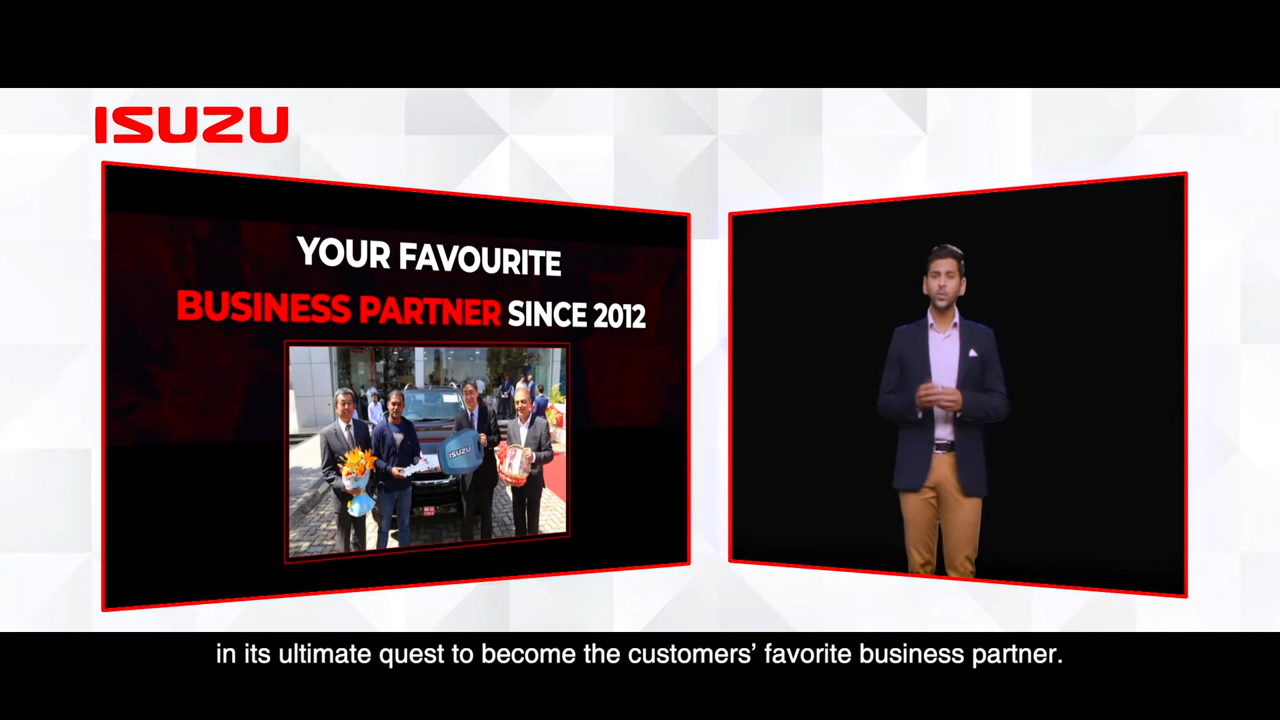 ISUZU
YOUR FAVOURITE
BUSINESS PARTNER SINCE 2012
ISUZU
in its ultimate quest to become the customers’ favorite business partner.